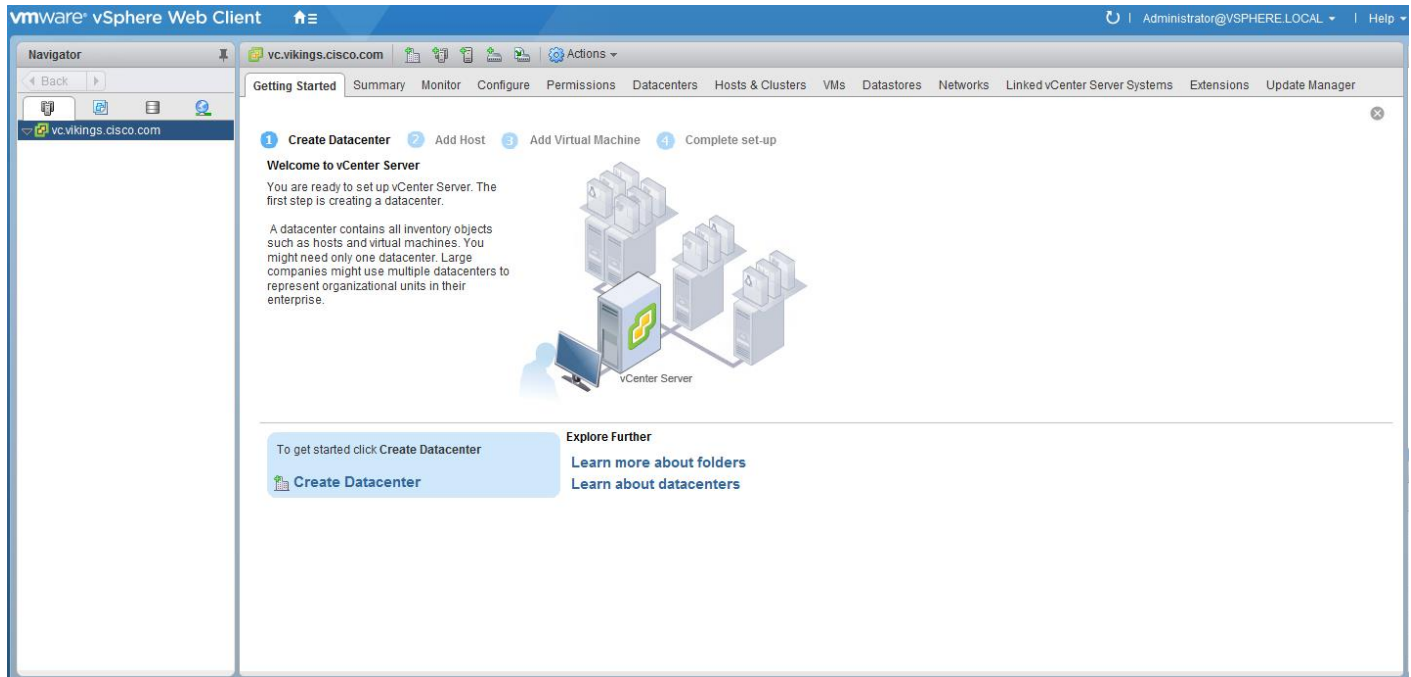 vmware® vSphere Web Client
Administrator@VSPHERE.LOCAL
Help
Navigator
Back
vc.vikings.cisco.com
vc.vikings.cisco.com
Actions
Getting Started Summary Monitor Configure Permissions Datacenters Hosts & Clusters VMs Datastores Networks Linked vCenter Server Systems Extensions Update Manager
1 Create Datacenter 2 Add Host 3 Add Virtual Machine 4 Complete set-up
Welcome to vCenter Server
You are ready to set up vCenter Server. The
first step is creating a datacenter.
A datacenter contains all inventory objects
such as hosts and virtual machines. You
might need only one datacenter. Large
companies might use multiple datacenters to
represent organizational units in their
enterprise.
vCenter Server
To get started click Create Datacenter
Create Datacenter
Explore Further
Learn more about folders
Learn about datacenters